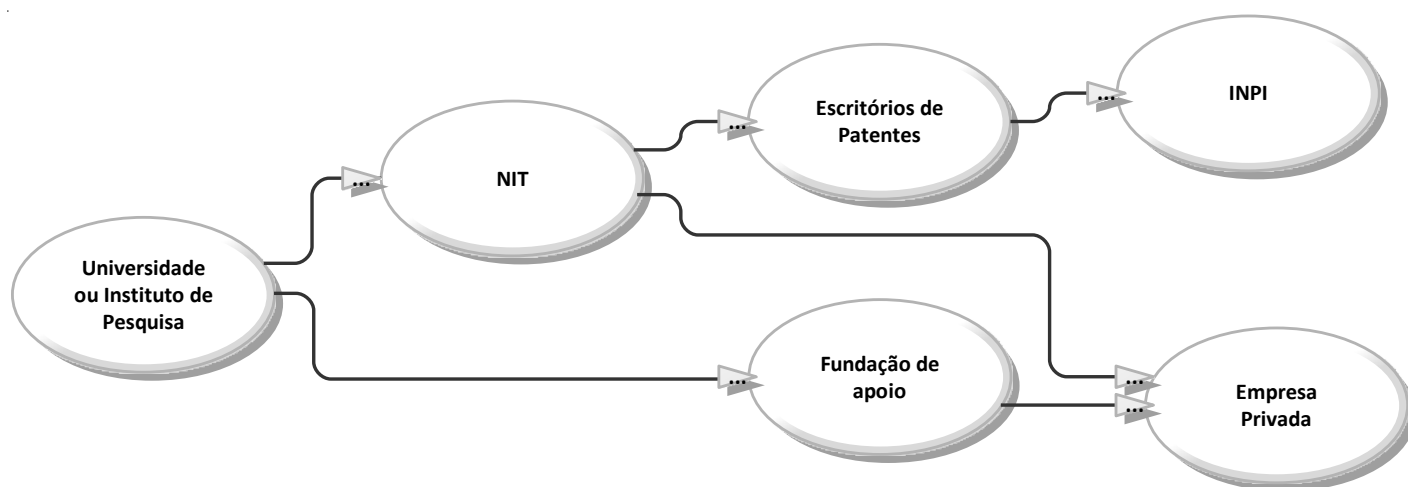 Escritórios de
Patentes
INPI
NIT
Universidade
ou Instituto de
Pesquisa
Fundação de
apoio
Empresa
Privada
...
...
...
...
...
...